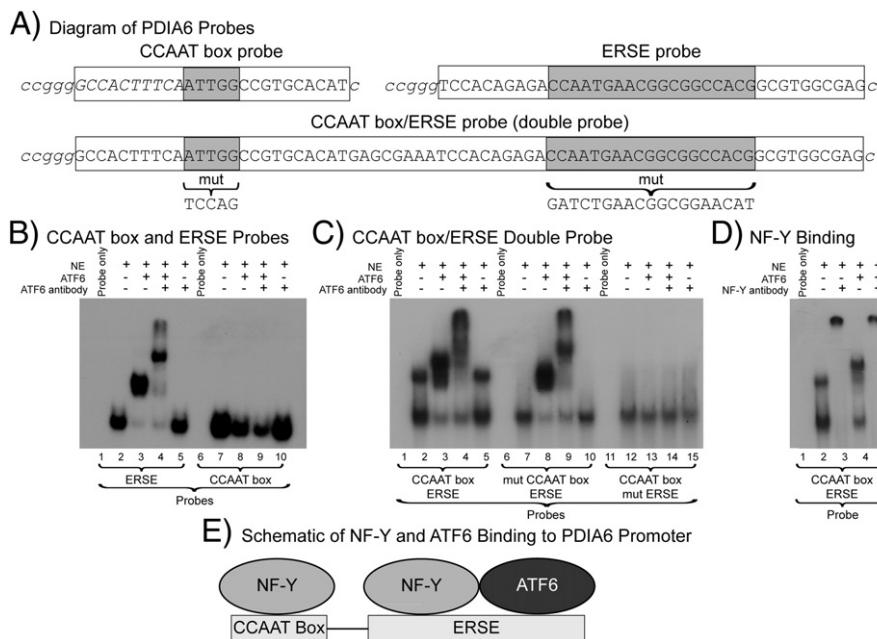 A) Diagram of PDIA6 Probes
CCAAT box probe
ERSE probe
ccgggGCCACTTTCAATTGGCCGTGCACATc
ccgggTCCACAGAGACCAATGAACGGCGGCCACGGCGTGGCGAGc
CCAAT box/ERSE probe (double probe)
ccgggGCCACTTTCAATTGGCCGTGCACATGAGCGAAATCCACAGAGACCAATGAACGGCGGCCACGGCGTGGCGAGc
mut
mut
TCCAG
GATCTGAACGGCGGAACAT
B) CCAAT box and ERSE Probes
NE Probe only + + + + Probe only + + + +
ATF6 - + + - - + + -
ATF6 antibody - - + + - - + +
1 2 3 4 5 6 7 8 9 10
ERSE CCAAT box
Probes
C) CCAAT box/ERSE Double Probe
NE Probe only + + + + Probe only + + + + Probe only + + + +
ATF6 - + + - - + + - - + + -
ATF6 antibody - - + + - - + + - - + +
1 2 3 4 5 6 7 8 9 10 11 12 13 14 15
CCAAT box mut CCAAT box CCAAT box
ERSE ERSE mut ERSE
Probes
D) NF-Y Binding
NE Probe only + + + +
ATF6 - - + +
NF-Y antibody - + - +
1 2 3 4
CCAAT box
ERSE
Probe
E) Schematic of NF-Y and ATF6 Binding to PDIA6 Promoter
NF-Y NF-Y ATF6
CCAAT Box ERSE